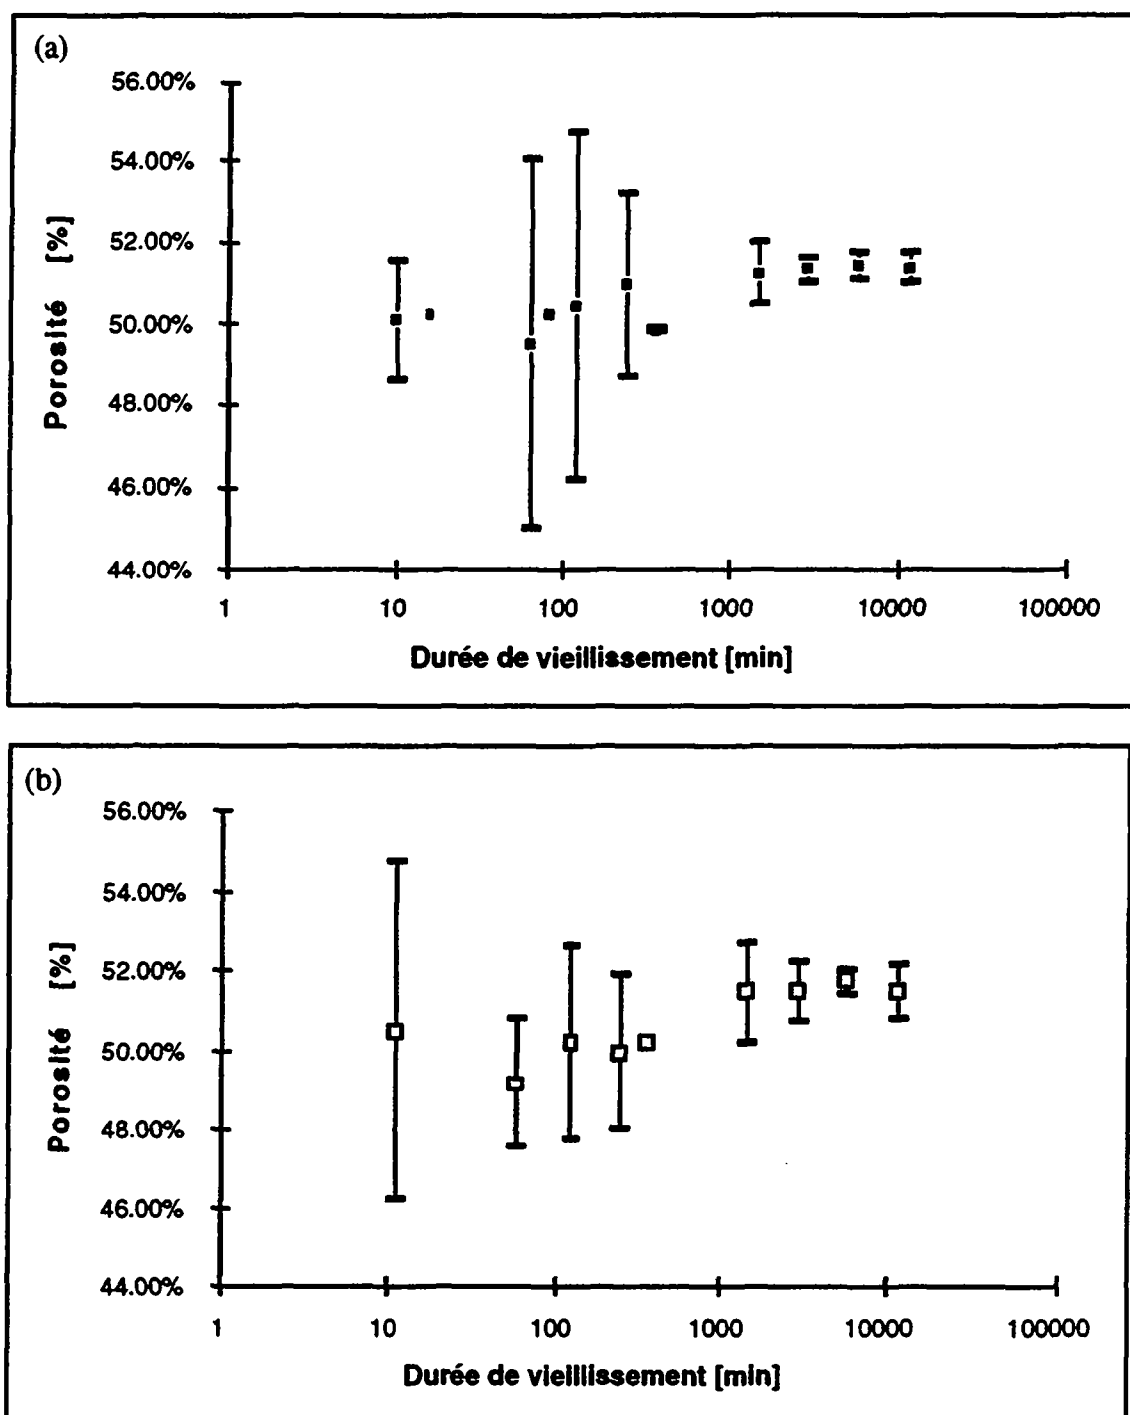 (a)
56.00%
54.00%
52.00%
50.00%
48.00%
46.00%
44.00%
Porosité [%]
1 10 100 1000 10000 100000
Durée de vieillissement [min]
(b)
56.00%
54.00%
52.00%
50.00%
48.00%
46.00%
44.00%
Porosité [%]
1 10 100 1000 10000 100000
Durée de vieillissement [min]